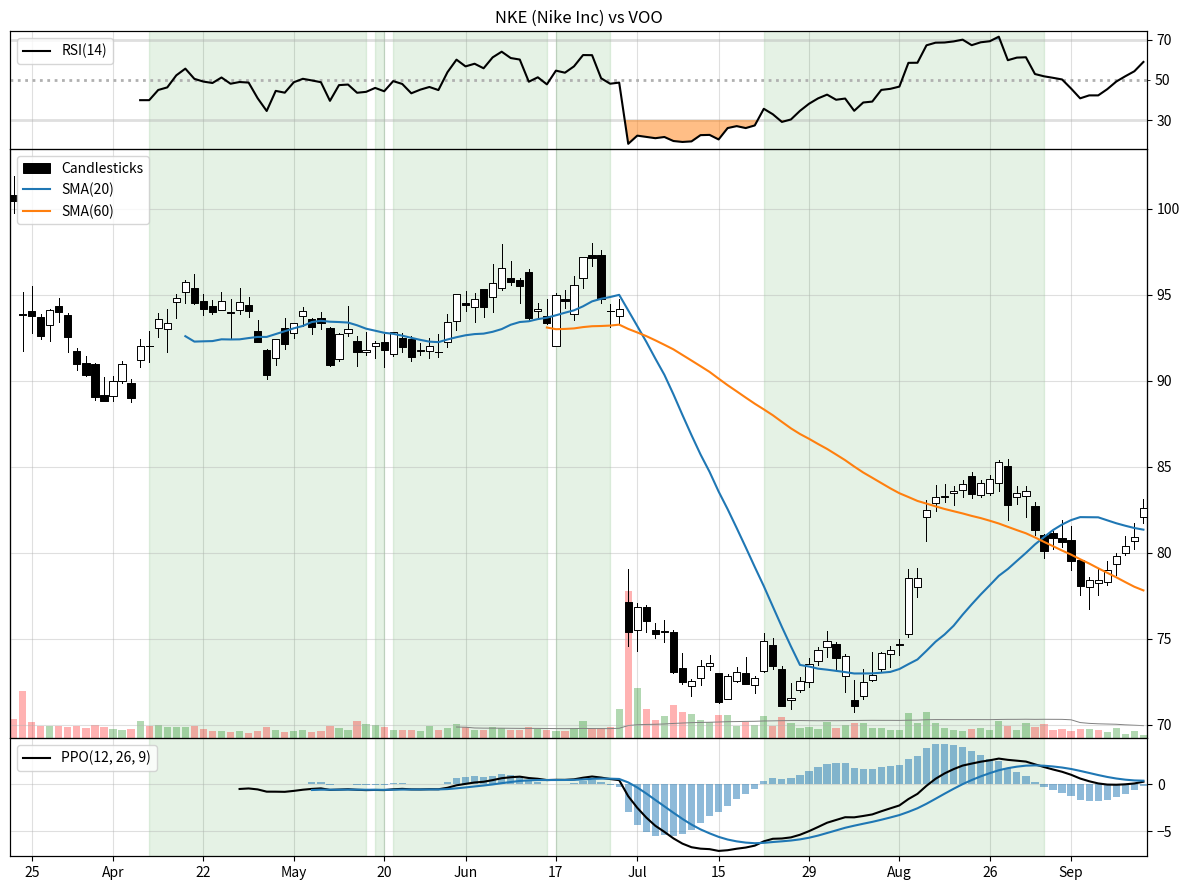 NKE (Nike Inc) vs VOO
RSI(14)
70
50
30
Candlesticks
SMA(20)
SMA(60)
100
95
90
85
80
75
70
PPO(12, 26, 9)
0
−5
25 Apr 22 May 20 Jun 17 Jul 15 29 Aug 26 Sep